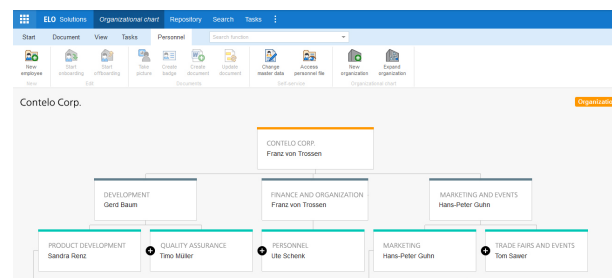 ELO Solutions Organizational chart Repository Search Tasks
Start Document View Tasks Personnel Search function
New employee
Start onboarding
Start offboarding
Take picture
Create badge
Create document
Update document
Change master data
Access personnel file
New organization
Expand organization
New Edit Documents Self-service Organizational chart
Contelo Corp.
Organizatio
CONTELO CORP.
Franz von Trossen
DEVELOPMENT
Gerd Baum
FINANCE AND ORGANIZATION
Franz von Trossen
MARKETING AND EVENTS
Hans-Peter Guhn
PRODUCT DEVELOPMENT
Sandra Renz
QUALITY ASSURANCE
Timo Müller
PERSONNEL
Ute Schenk
MARKETING
Hans-Peter Guhn
TRADE FAIRS AND EVENTS
Tom Sawer